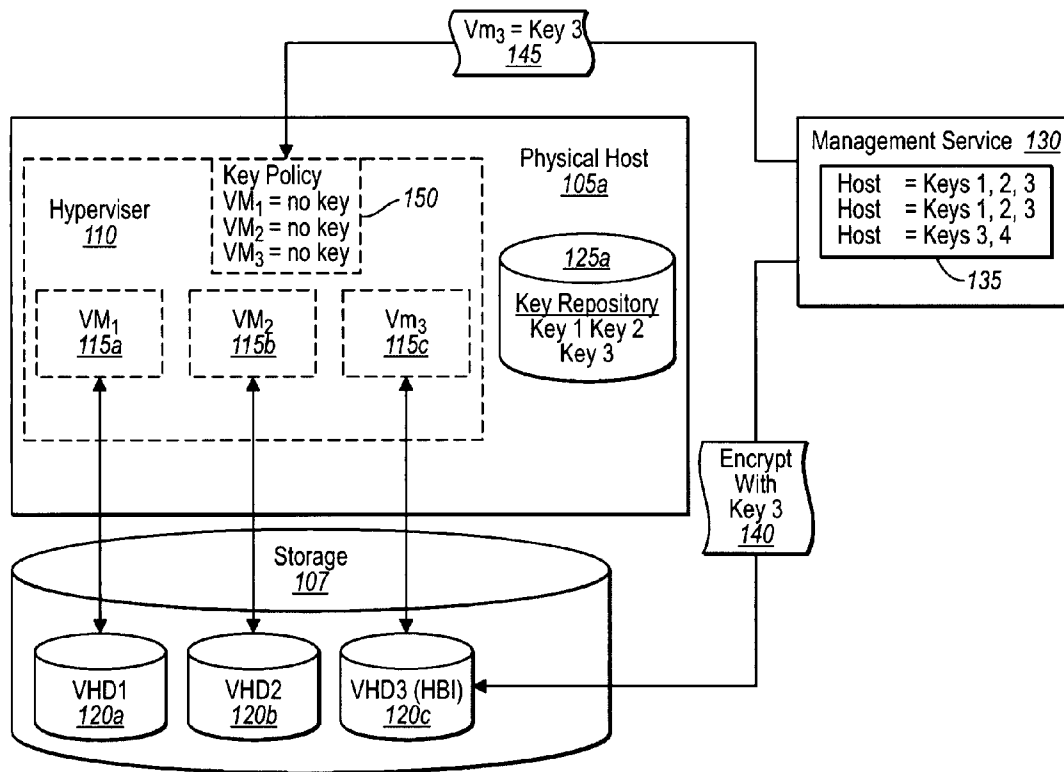 Vm3 = Key 3
145
Management Service 130
Host = Keys 1, 2, 3
Host = Keys 1, 2, 3
Host = Keys 3, 4
135
Physical Host
105a
Key Policy
VM1 = no key
VM2 = no key
VM3 = no key
150
Hyperviser
110
125a
Key Repository
Key 1 Key 2
Key 3
VM1
115a
VM2
115b
Vm3
115c
Encrypt
With
Key 3
140
Storage
107
VHD1
120a
VHD2
120b
VHD3 (HBI)
120c